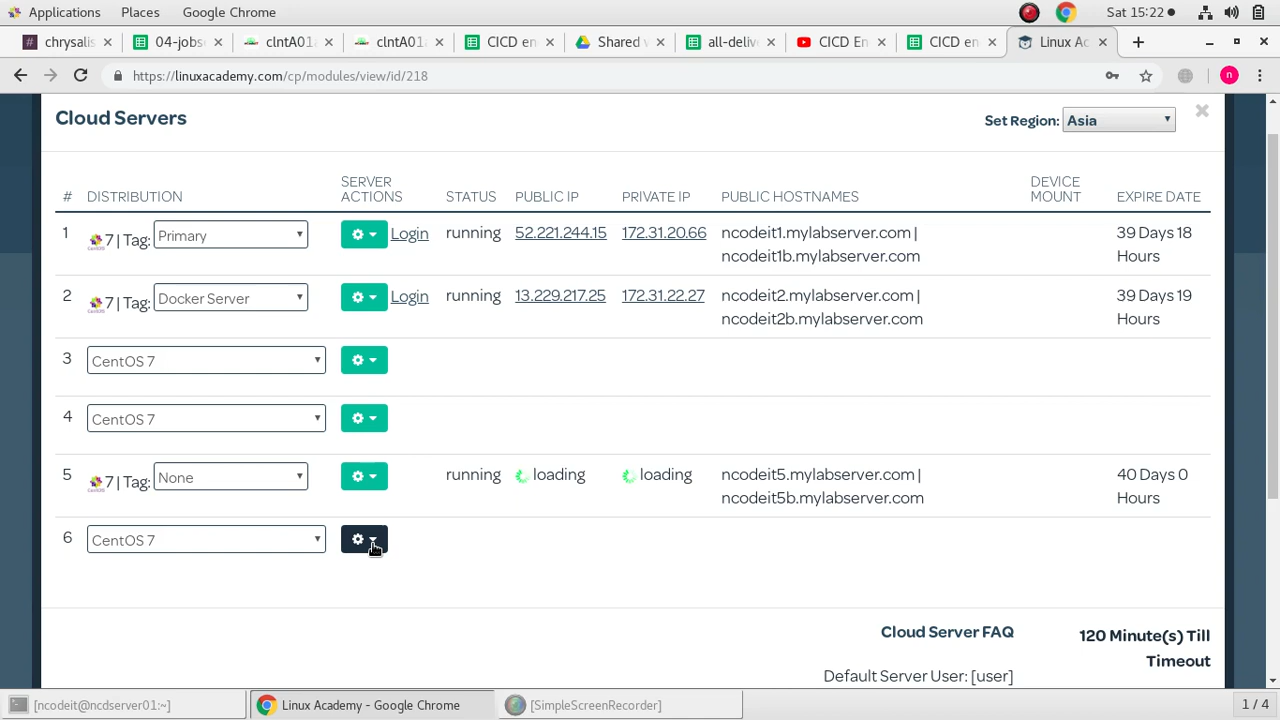 Applications Places Google Chrome Sat 15:22
chrysalis 04-jobs clntA01 clntA01 CICD en Shared v all-delive CICD En CICD en Linux Ac
https://linuxacademy.com/cp/modules/view/id/218 n
Cloud Servers Set Region: Asia
# DISTRIBUTION SERVER ACTIONS STATUS PUBLIC IP PRIVATE IP PUBLIC HOSTNAMES DEVICE MOUNT EXPIRE DATE
1 7 | Tag: Primary Login running 52.221.244.15 172.31.20.66 ncodeit1.mylabserver.com | 39 Days 18
ncodeit1b.mylabserver.com Hours
2 7 | Tag: Docker Server Login running 13.229.217.25 172.31.22.27 ncodeit2.mylabserver.com | 39 Days 19
ncodeit2b.mylabserver.com Hours
3 CentOS 7
4 CentOS 7
5 7 | Tag: None running loading loading ncodeit5.mylabserver.com | 40 Days 0
ncodeit5b.mylabserver.com Hours
6 CentOS 7
Cloud Server FAQ 120 Minute(s) Till
Timeout
Default Server User: [user]
[ncodeit@ncdserver01:~] Linux Academy - Google Chrome [SimpleScreenRecorder] 1 / 4